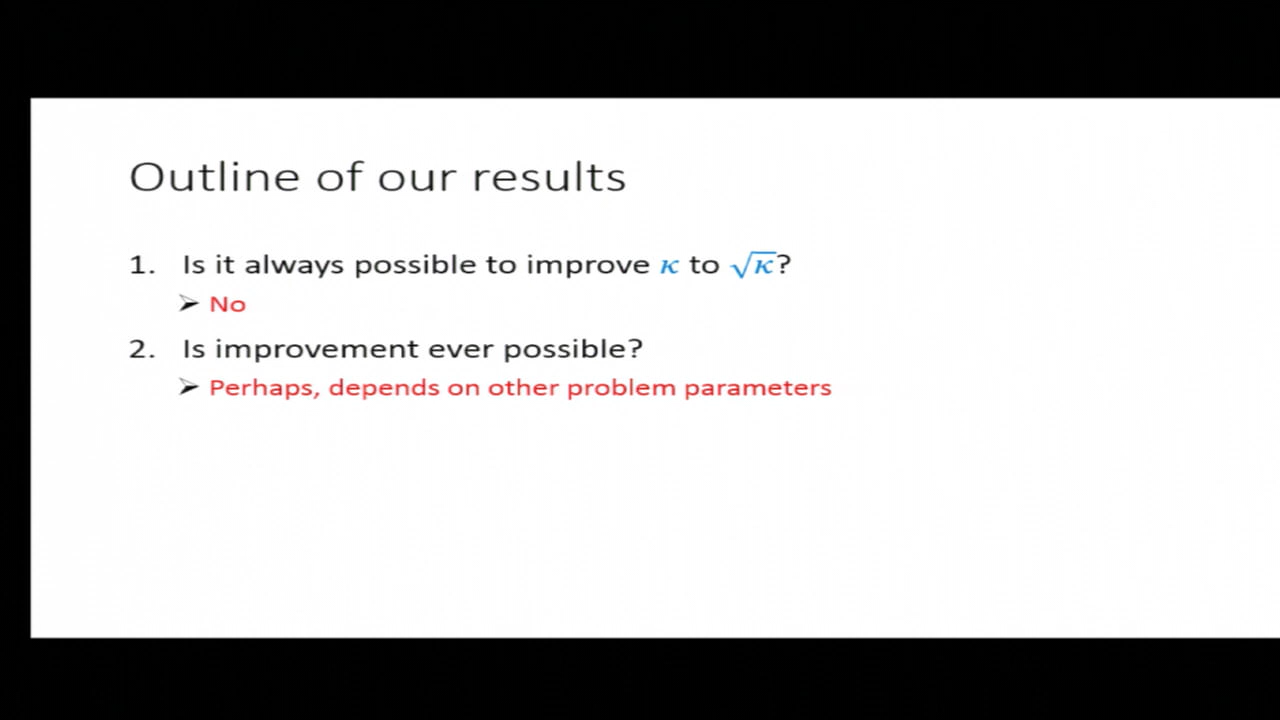 Outline of our results
1. Is it always possible to improve κ to √κ?
➢ No
2. Is improvement ever possible?
➢ Perhaps, depends on other problem parameters